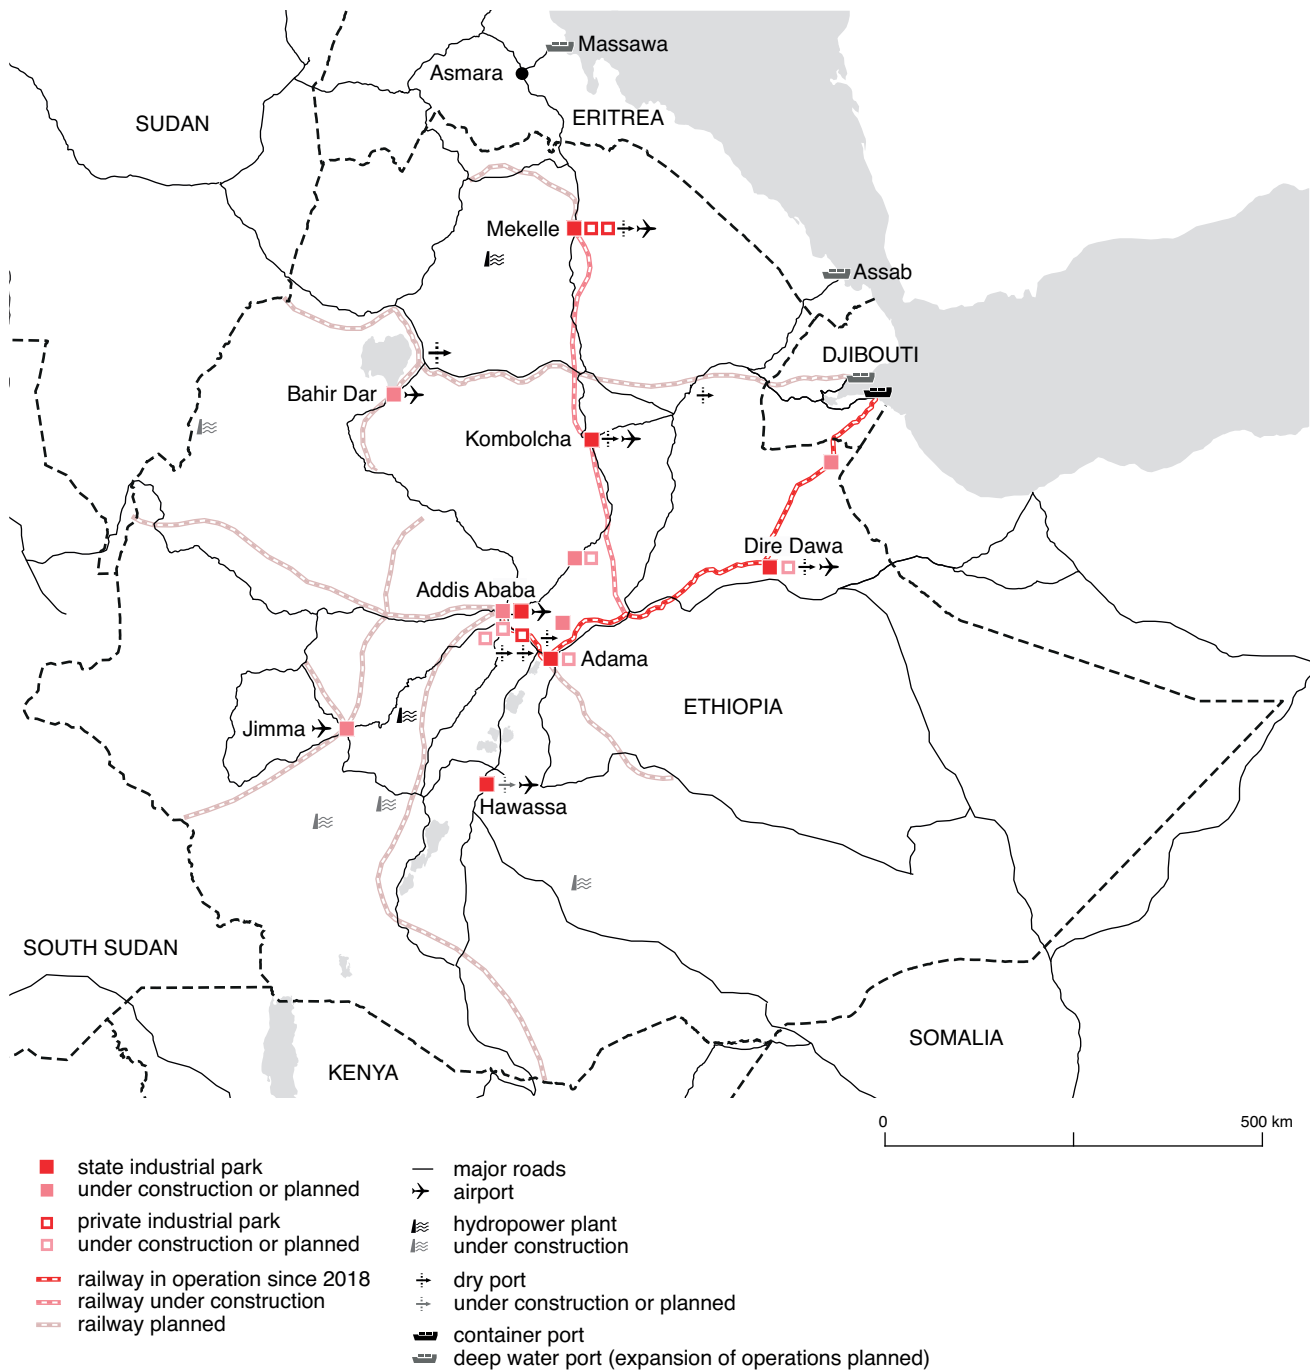 Massawa
Asmara
SUDAN
ERITREA
Mekelle
Assab
DJIBOUTI
Bahir Dar
Kombolcha
Dire Dawa
Addis Ababa
Adama
ETHIOPIA
Jimma
Hawassa
SOUTH SUDAN
SOMALIA
KENYA
0 500 km
state industrial park
under construction or planned
private industrial park
under construction or planned
railway in operation since 2018
railway under construction
railway planned
major roads
airport
hydropower plant
under construction
dry port
under construction or planned
container port
deep water port (expansion of operations planned)